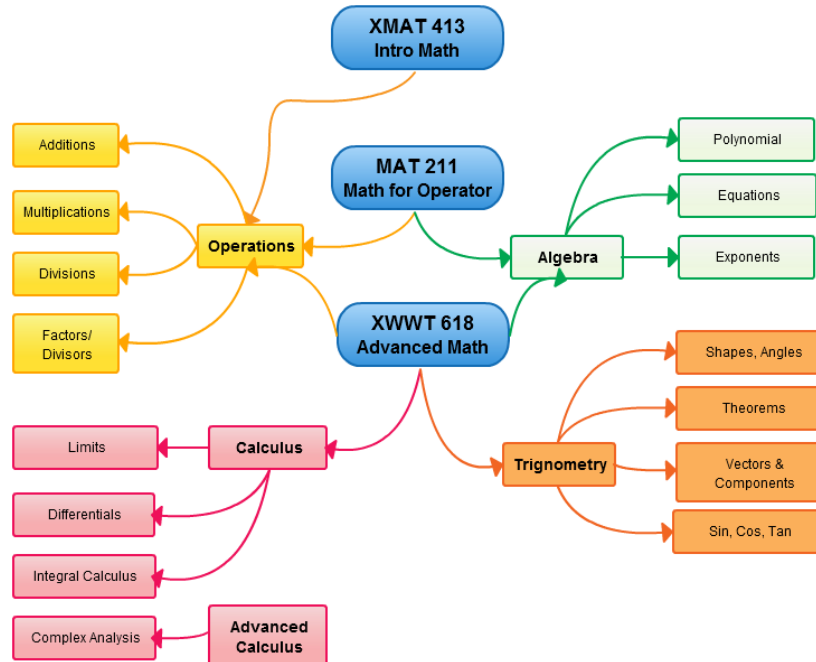 XMAT 413
Intro Math
Additions
MAT 211
Math for Operator
Polynomial
Multiplications
Equations
Operations
Algebra
Exponents
Divisions
Factors/
Divisors
XWWT 618
Advanced Math
Shapes, Angles
Theorems
Limits
Calculus
Trignometry
Vectors &
Components
Differentials
Sin, Cos, Tan
Integral Calculus
Complex Analysis
Advanced
Calculus